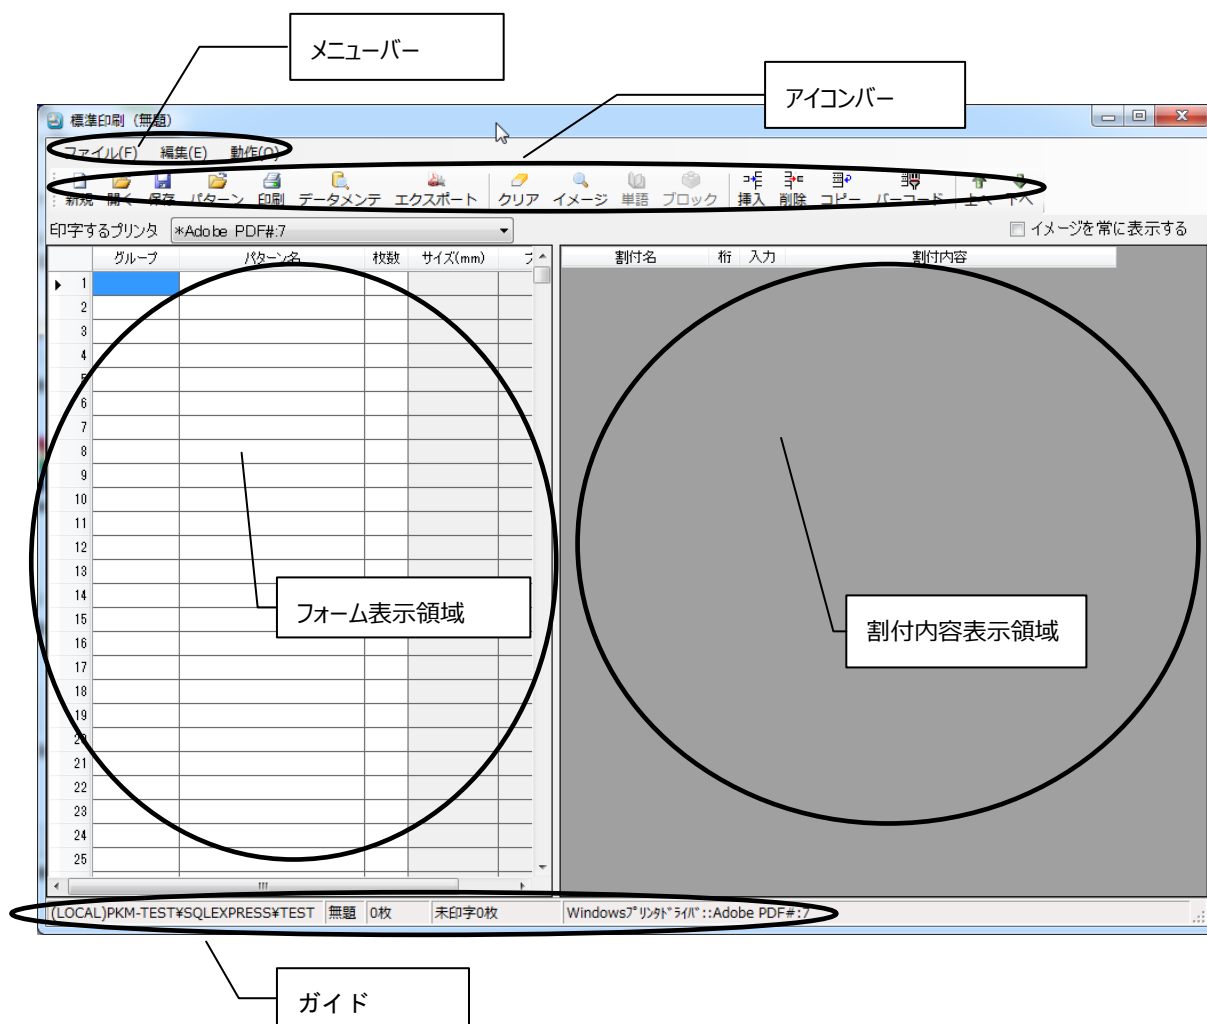 メニューバー
アイコンバー
標準印刷（無題）
ファイル(F) 編集(E) 動作(O)
新規 開く 保存 パターン 印刷 データメンテ エクスポート クリア イメージ 単語 ブロック 挿入 削除 コピー バーコード 上へ 下へ
印字するプリンタ *Adobe PDF#:7 イメージを常に表示する
グループ パターン名 枚数 サイズ(mm) 割付名 桁 入力 割付内容
1
2
3
4
5
6
7
8
9
10
11
12
13
14
フォーム表示領域
15
割付内容表示領域
16
17
18
19
20
21
22
23
24
25
(LOCAL)PKM-TEST¥SQLEXPRESS¥TEST 無題 0枚 未印字0枚 Windowsﾌﾟﾘﾝﾀﾄﾞﾗｲﾊﾞ::Adobe PDF#:7
ガイド